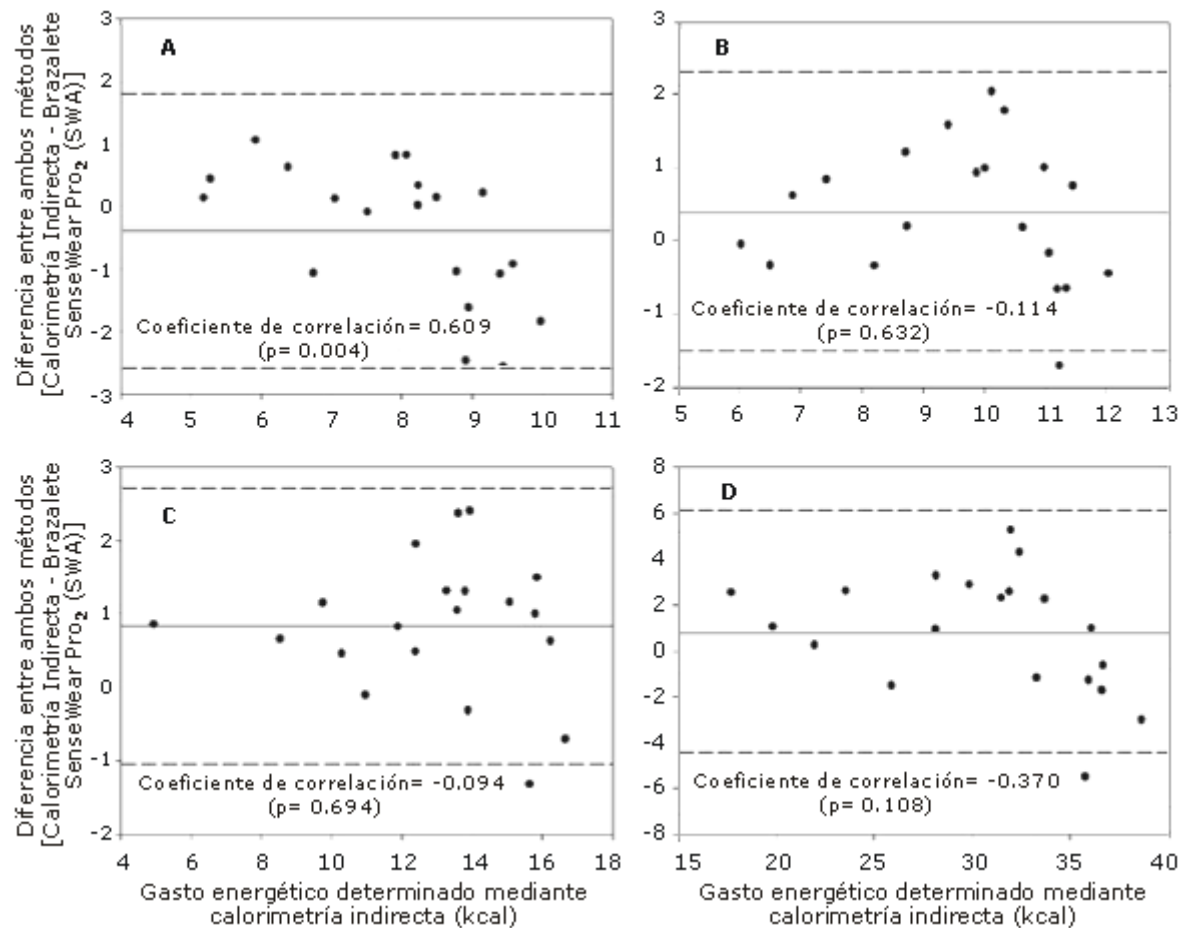 Diferencia entre ambos métodos
[Calorimetría Indirecta - Brazalete
SenseWear Pro2 (SWA)]
3
2
1
0
-1
-2
-3
A
Coeficiente de correlación= 0.609
(p= 0.004)
4 5 6 7 8 9 10 11
3
2
1
0
-1
-2
B
Coeficiente de correlación= -0.114
(p= 0.632)
5 6 7 8 9 10 11 12 13
Diferencia entre ambos métodos
[Calorimetría Indirecta - Brazalete
SenseWear Pro2 (SWA)]
3
2
1
0
-1
-2
C
Coeficiente de correlación= -0.094
(p= 0.694)
4 6 8 10 12 14 16 18
Gasto energético determinado mediante
calorimetría indirecta (kcal)
8
6
4
2
0
-2
-4
-6
-8
D
Coeficiente de correlación= -0.370
(p= 0.108)
15 20 25 30 35 40
Gasto energético determinado mediante
calorimetría indirecta (kcal)